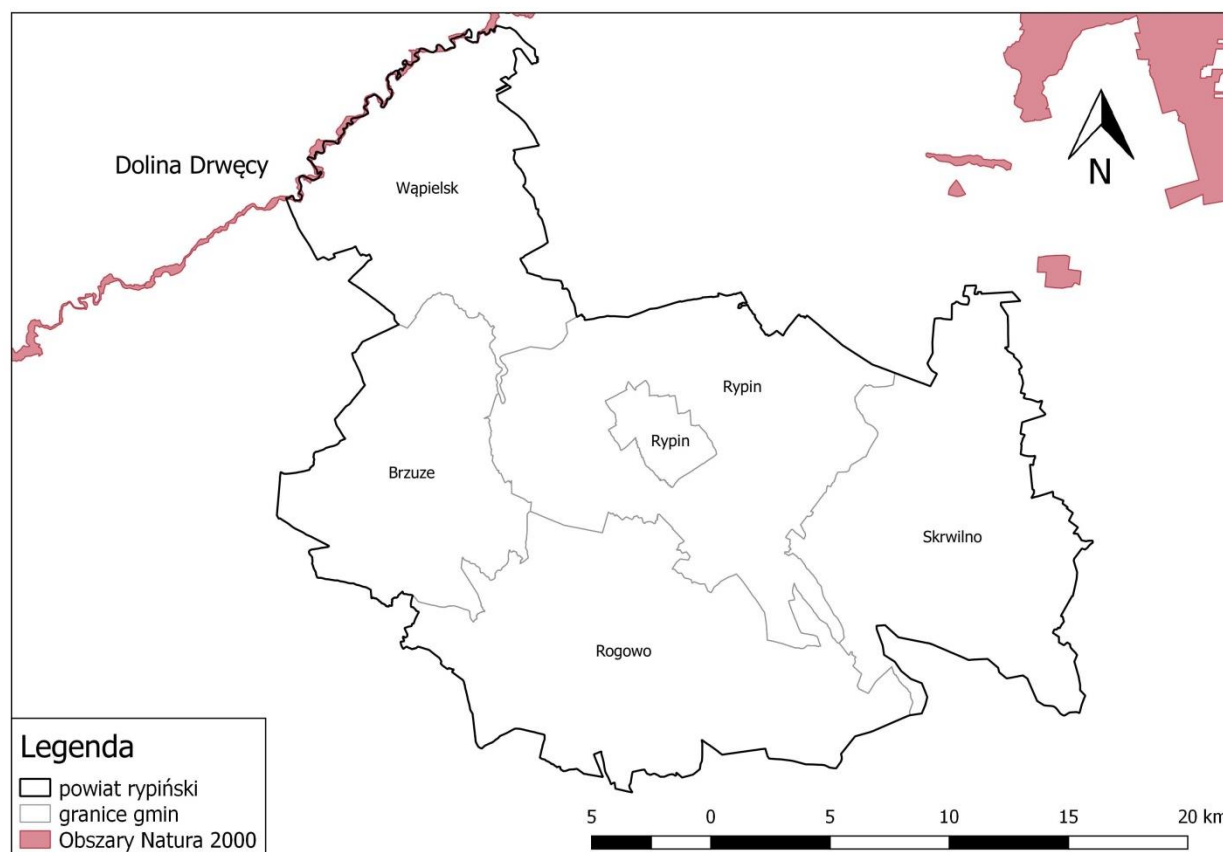 Dolina Drwęcy
N
Wąpielsk
Rypin
Rypin
Brzuze
Skrwilno
Rogowo
Legenda
powiat rypiński
granice gmin
Obszary Natura 2000
5 0 5 10 15 20 km